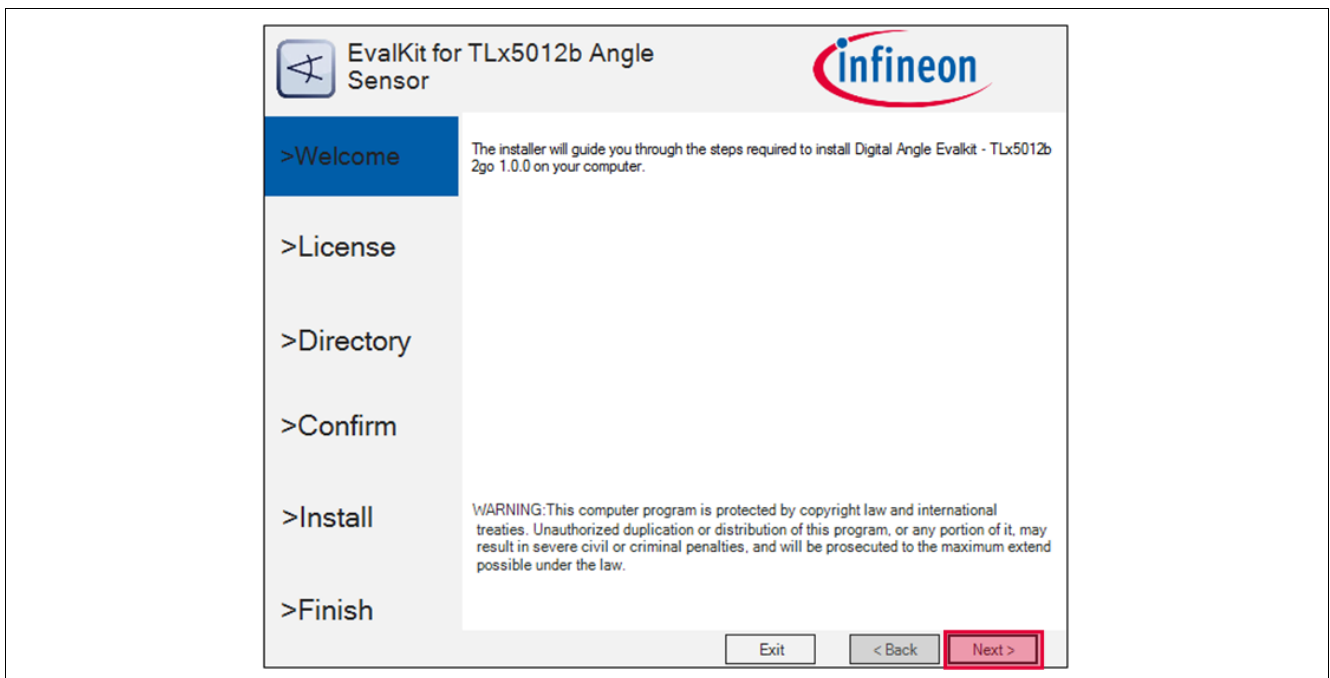 EvalKit for TLx5012b Angle
Sensor
infineon
>Welcome
The installer will guide you through the steps required to install Digital Angle Evalkit - TLx5012b
2go 1.0.0 on your computer.
>License
>Directory
>Confirm
>Install
WARNING:This computer program is protected by copyright law and international
treaties. Unauthorized duplication or distribution of this program, or any portion of it, may
result in severe civil or criminal penalties, and will be prosecuted to the maximum extend
possible under the law.
>Finish
Exit
< Back
Next >